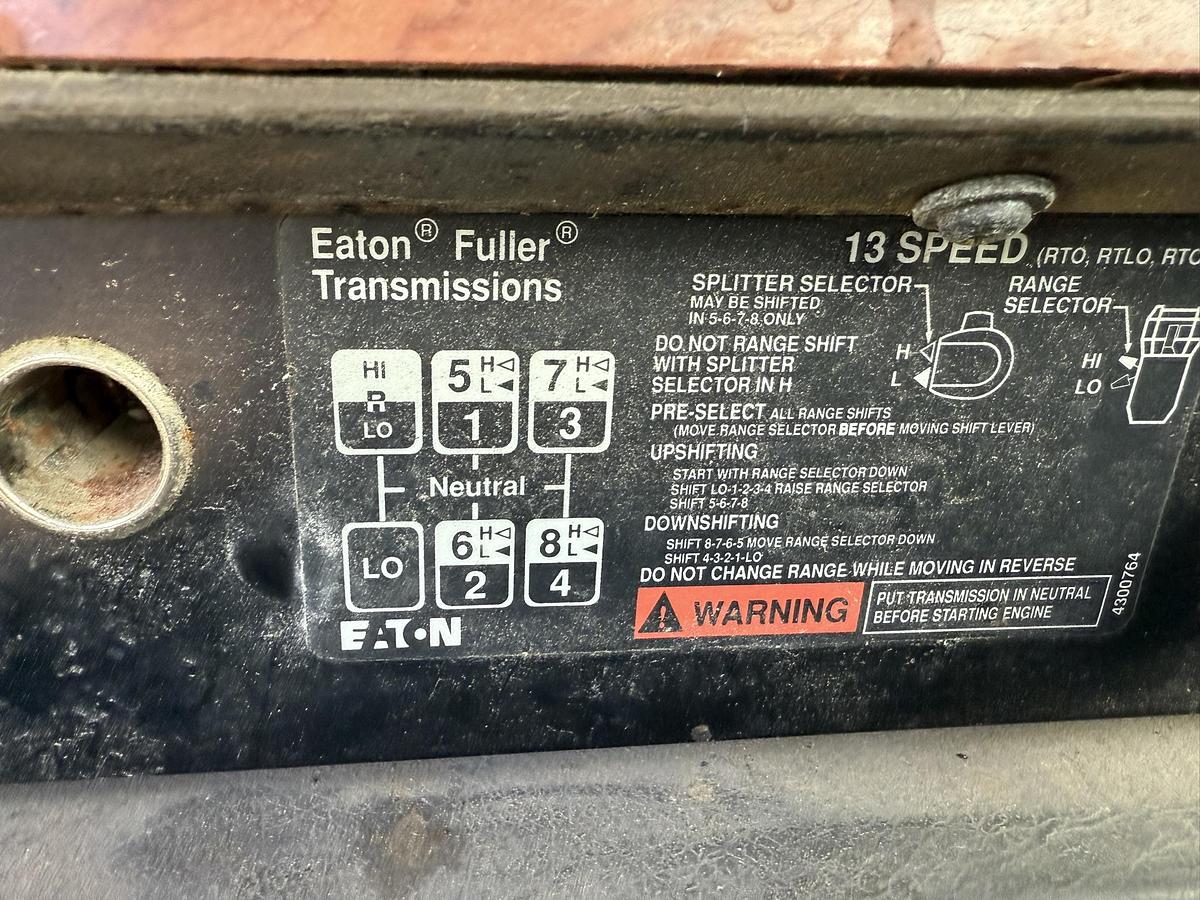 Eaton® Fuller®
Transmissions
13 SPEED (RTO, RTLO, RTO
SPLITTER SELECTOR
MAY BE SHIFTED
IN 5-6-7-8 ONLY
RANGE
SELECTOR
H
L
HI
LO
DO NOT RANGE SHIFT
WITH SPLITTER
SELECTOR IN H
PRE-SELECT ALL RANGE SHIFTS
(MOVE RANGE SELECTOR BEFORE MOVING SHIFT LEVER)
UPSHIFTING
START WITH RANGE SELECTOR DOWN
SHIFT LO-1-2-3-4 RAISE RANGE SELECTOR
SHIFT 5-6-7-8
DOWNSHIFTING
SHIFT 8-7-6-5 MOVE RANGE SELECTOR DOWN
SHIFT 4-3-2-1-LO
DO NOT CHANGE RANGE WHILE MOVING IN REVERSE
WARNING
PUT TRANSMISSION IN NEUTRAL
BEFORE STARTING ENGINE
4300764
HI
R
LO
5 H◁
L◀
1
7 H◁
L◀
3
Neutral
LO
6 H◁
L◀
2
8 H◁
L◀
4
EATON